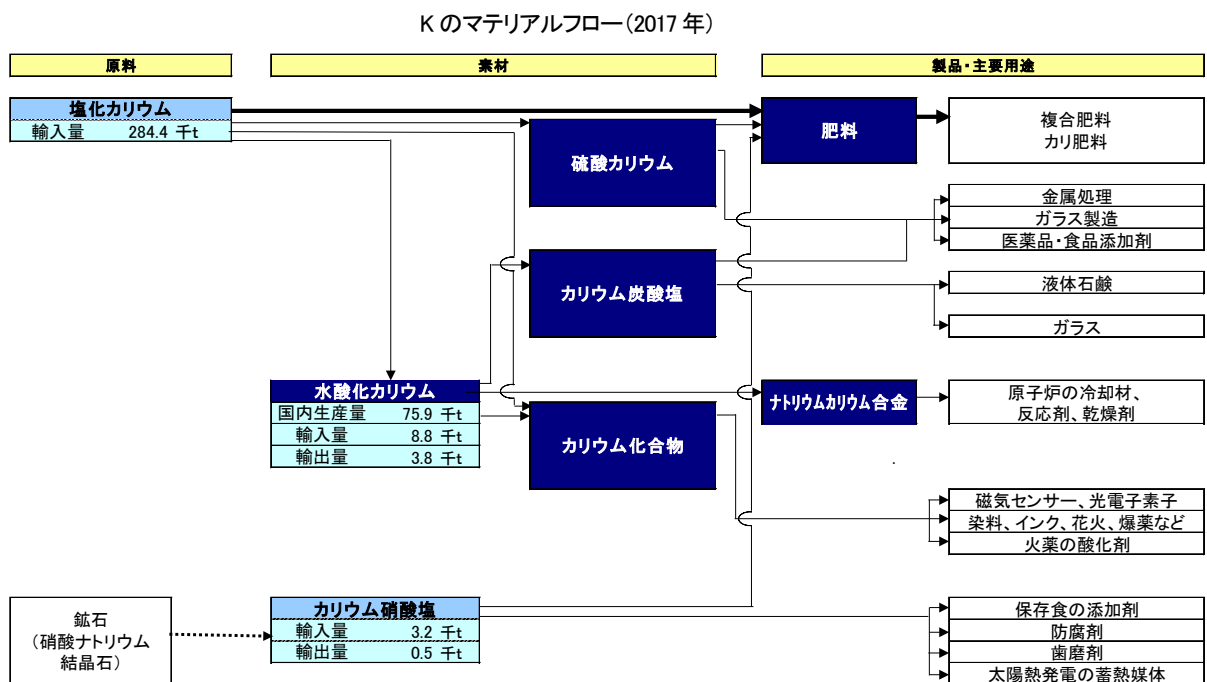 Kのマテリアルフロー(2017年)
原料
素材
製品・主要用途
塩化カリウム
輸入量 284.4 千t
硫酸カリウム
肥料
複合肥料
カリ肥料
金属処理
ガラス製造
医薬品・食品添加剤
カリウム炭酸塩
液体石鹸
ガラス
水酸化カリウム
国内生産量 75.9 千t
輸入量 8.8 千t
輸出量 3.8 千t
カリウム化合物
ナトリウムカリウム合金
原子炉の冷却材、
反応剤、乾燥剤
磁気センサー、光電子素子
染料、インク、花火、爆薬など
火薬の酸化剤
鉱石
(硝酸ナトリウム
結晶石)
カリウム硝酸塩
輸入量 3.2 千t
輸出量 0.5 千t
保存食の添加剤
防腐剤
歯磨剤
太陽熱発電の蓄熱媒体